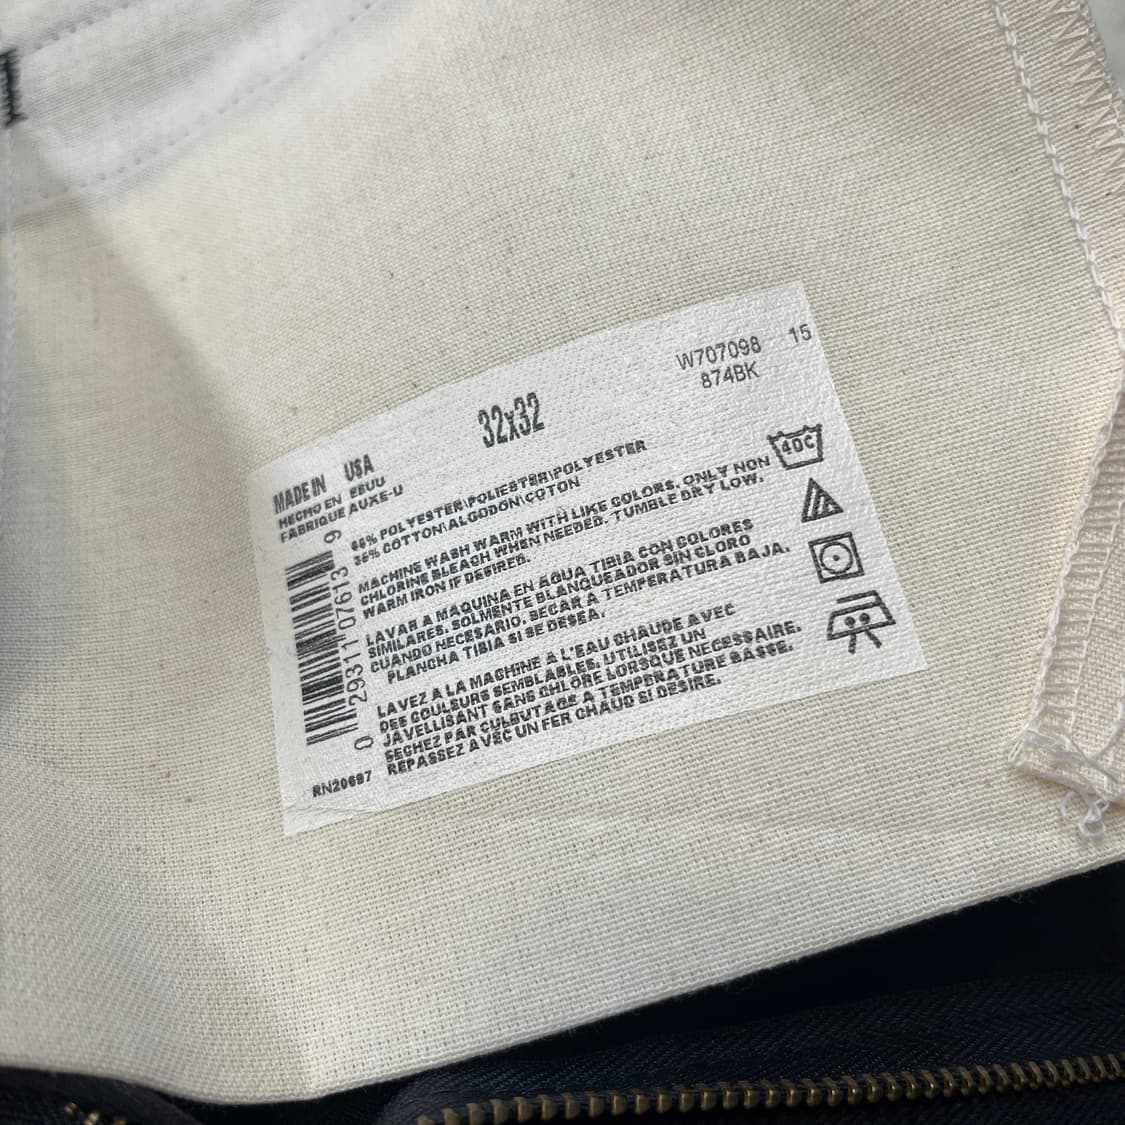 W707098 15
874BK
32x32
MADE IN USA
HECHO EN EEUU
FABRIQUE AUXE-U
POLYESTER\POLIESTER\POLYESTER
COTTON\ALGODON\COTON
MACHINE WASH WARM WITH LIKE COLORS. ONLY NON
CHLORINE BLEACH WHEN NEEDED. TUMBLE DRY LOW.
WARM IRON IF DESIRED.
LAVAR A MAQUINA EN AGUA TIBIA CON COLORES
SIMILARES. SOLMENTE BLANQUEADOR SIN CLORO
CUANDO NECESARIO. SECAR A TEMPERATURA BAJA.
PLANCHA TIBIA SI SE DESEA.
LAVEZ A LA MACHINE A L'EAU CHAUDE AVEC
DES COULEURS SEMBLABLES. UTILISEZ UN
JAVELLISANT SANS CHLORE LORSQUE NECESSAIRE.
SECHEZ PAR CULBUTAGE A TEMPERATURE BASSE.
REPASSEZ AVEC UN FER CHAUD SI DESIRE.
40C
0 29311 07613 9
RN20697